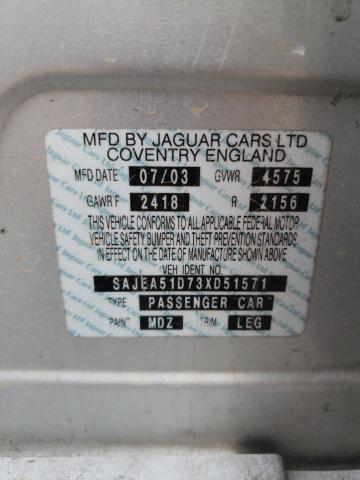 MFD BY JAGUAR CARS LTD
COVENTRY ENGLAND
MFD DATE 07/03 GVWR 4575
GAWR F 2418 R 2156
THIS VEHICLE CONFORMS TO ALL APPLICABLE FEDERAL MOTOR
VEHICLE SAFETY BUMPER AND THEFT PREVENTION STANDARDS
IN EFFECT ON THE DATE OF MANUFACTURE SHOWN ABOVE
VEH IDENT NO.
SAJEA51D73XD51571
TYPE PASSENGER CAR
PAINT MDZ TRIM LEG